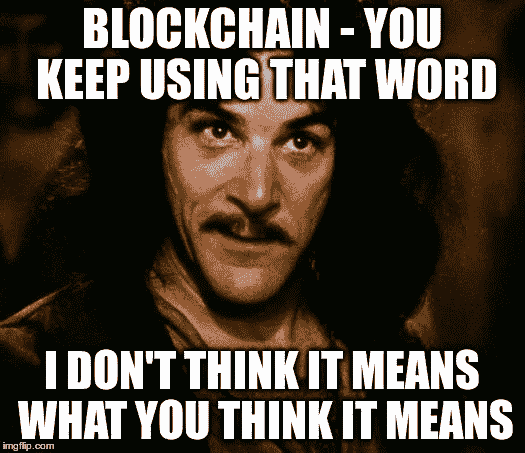 BLOCKCHAIN - YOU
KEEP USING THAT WORD
I DON'T THINK IT MEANS
WHAT YOU THINK IT MEANS
imgflip.com